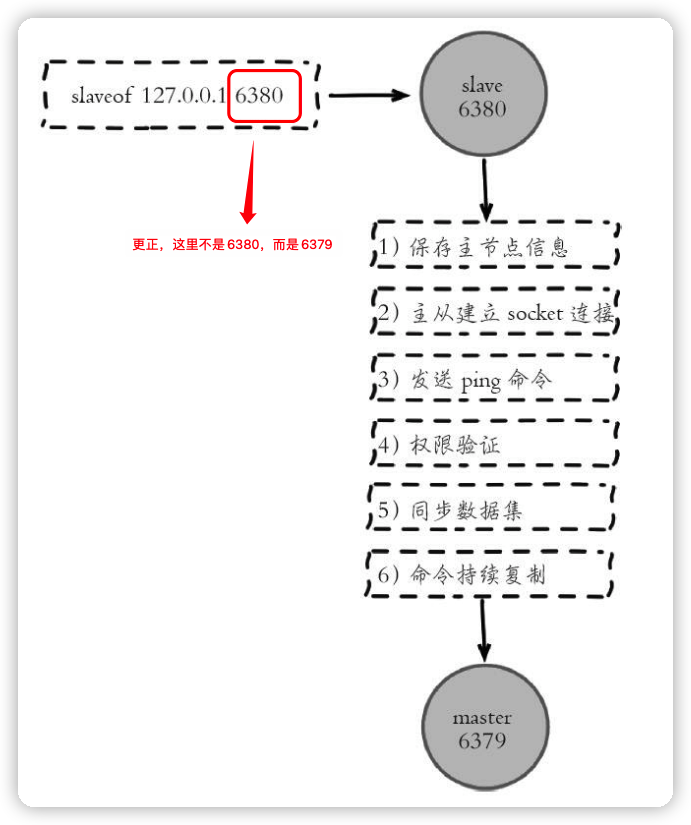 slaveof 127.0.0.1 6380
slave
6380
更正，这里不是6380，而是6379
1) 保存主节点信息
2) 主从建立 socket 连接
3) 发送 ping 命令
4) 权限验证
5) 同步数据集
6) 命令持续复制
master
6379